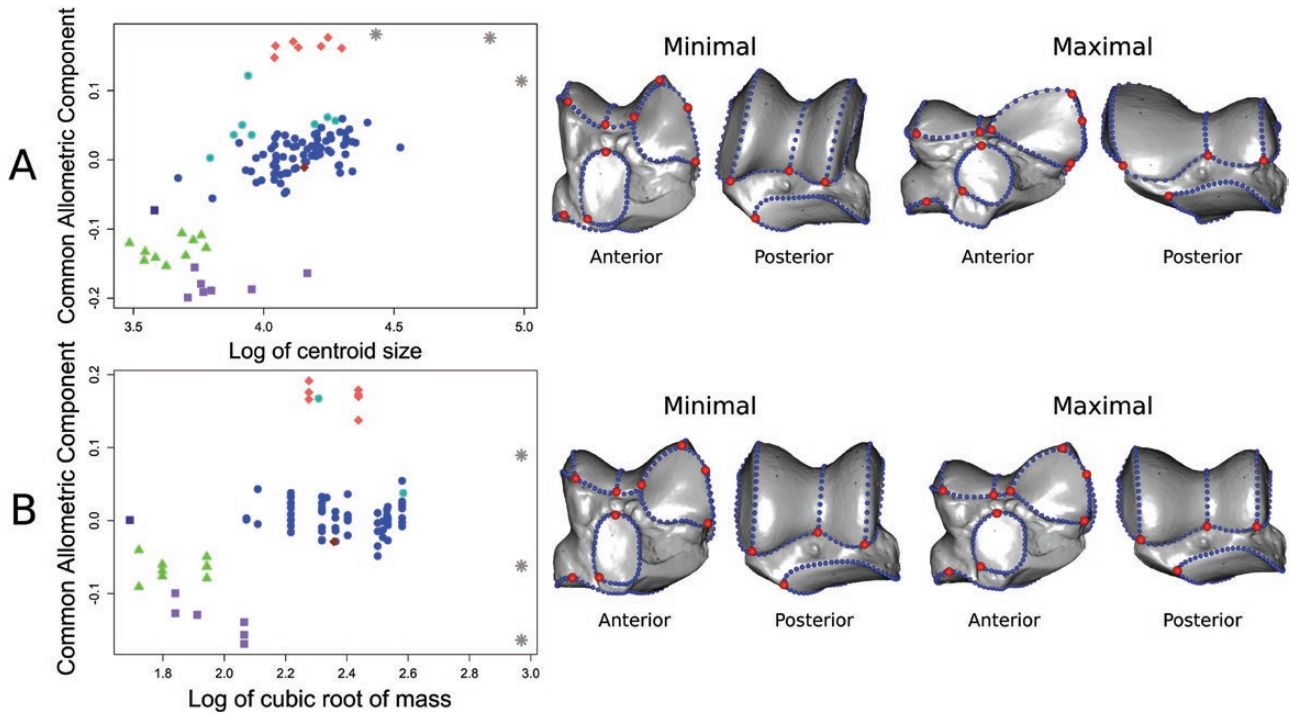 A
Common Allometric Component
0.1
0.0
-0.1
-0.2
3.5 4.0 4.5 5.0
Log of centroid size
Minimal Maximal
Anterior Posterior Anterior Posterior
B
Common Allometric Component
0.2
0.1
0.0
-0.1
1.8 2.0 2.2 2.4 2.6 2.8 3.0
Log of cubic root of mass
Minimal Maximal
Anterior Posterior Anterior Posterior